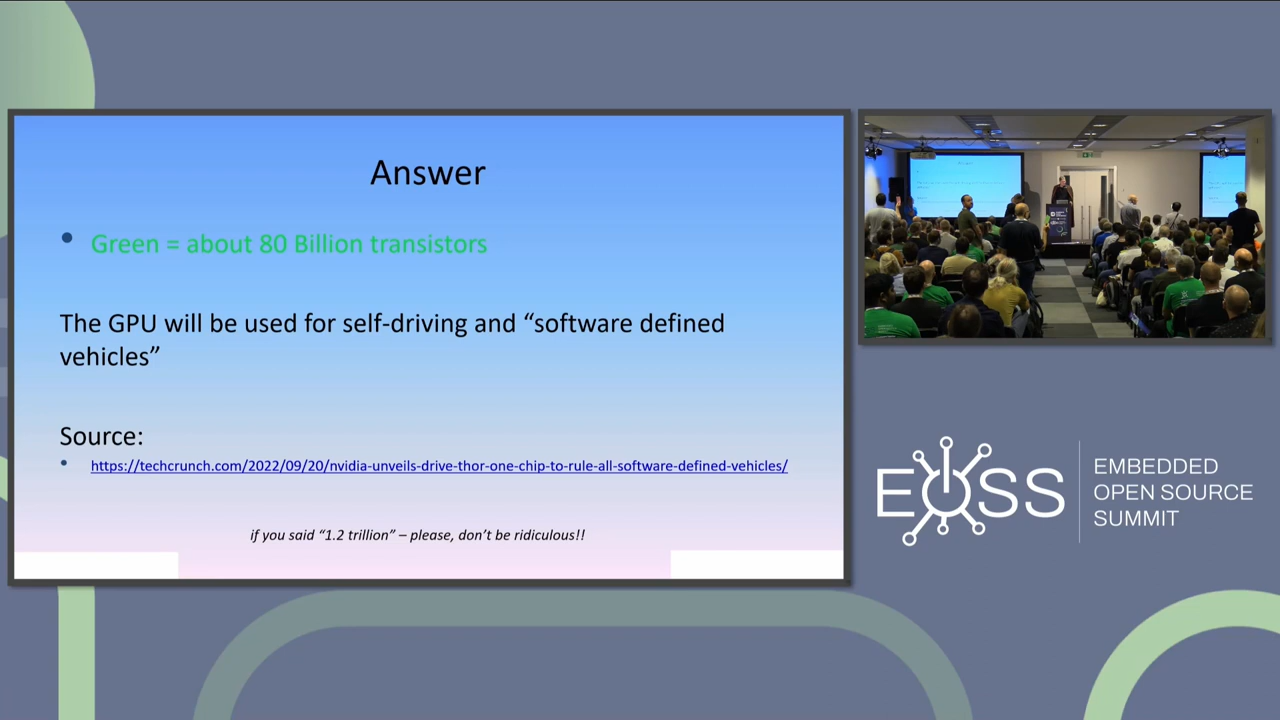 Answer
Green = about 80 Billion transistors
The GPU will be used for self-driving and “software defined
vehicles”
Source:
https://techcrunch.com/2022/09/20/nvidia-unveils-drive-thor-one-chip-to-rule-all-software-defined-vehicles/
if you said “1.2 trillion” – please, don’t be ridiculous!!
EOSS
EMBEDDED
OPEN SOURCE
SUMMIT